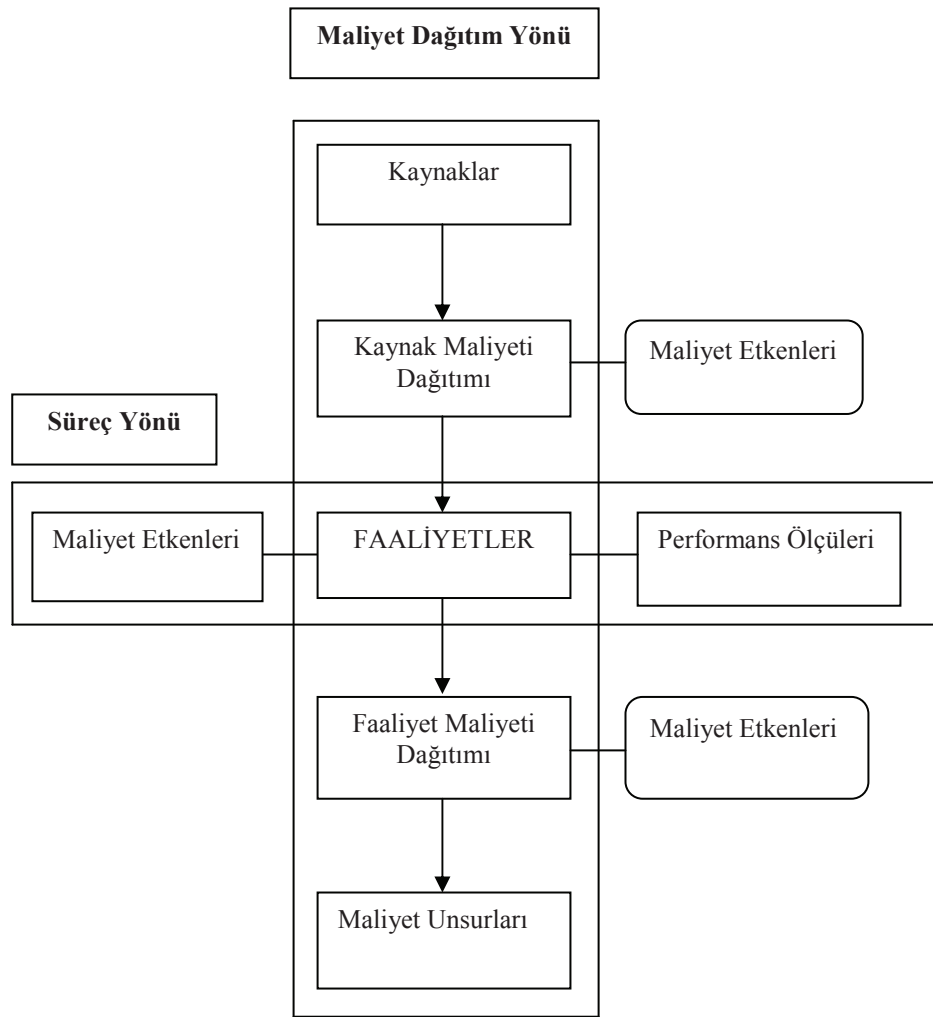 Maliyet Dağıtım Yönü
Kaynaklar
Kaynak Maliyeti
Dağıtımı
Maliyet Etkenleri
Süreç Yönü
Maliyet Etkenleri
FAALİYETLER
Performans Ölçüleri
Faaliyet Maliyeti
Dağıtımı
Maliyet Etkenleri
Maliyet Unsurları